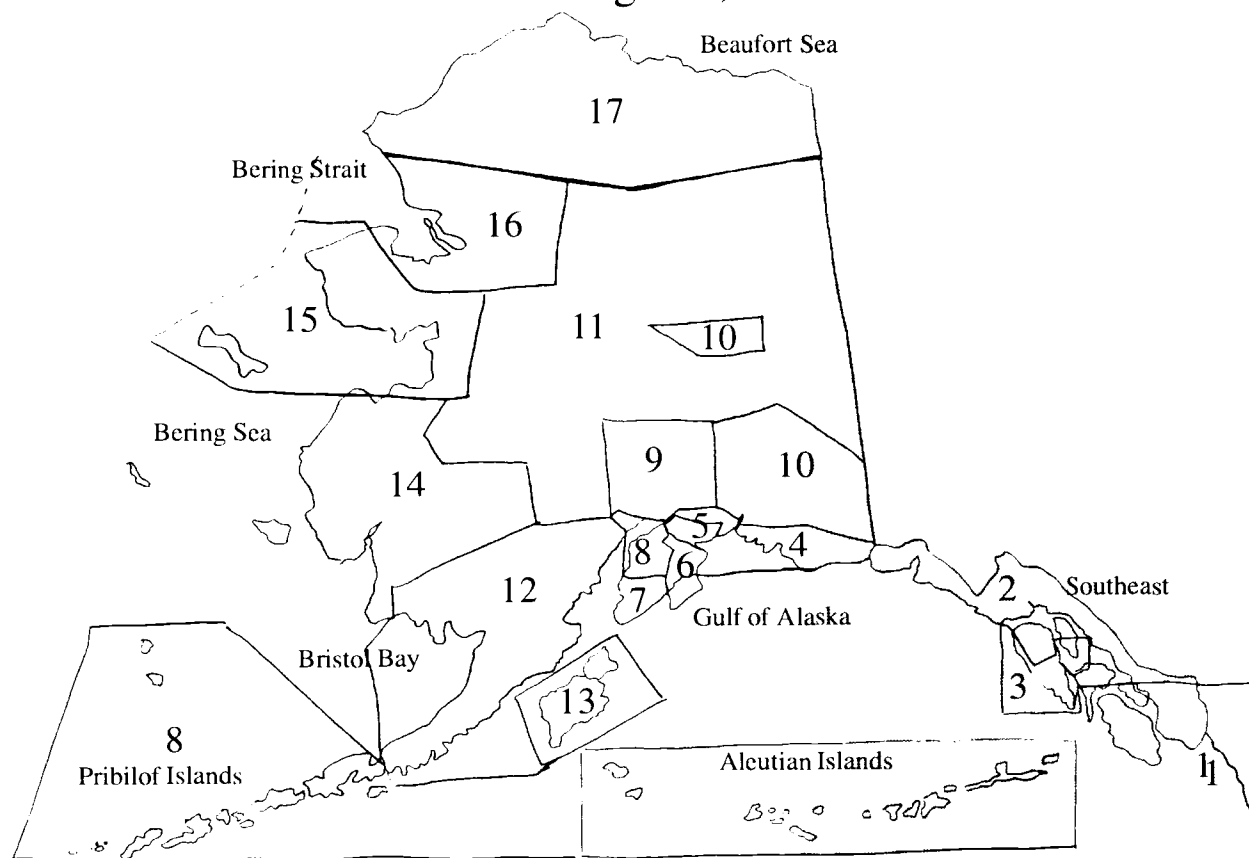 Beaufort Sea
17
Bering Strait
16
15
11
10
Bering Sea
9
10
14
5
8
6
4
12
7
2
Southeast
Gulf of Alaska
Bristol Bay
3
13
8
Pribilof Islands
Aleutian Islands
1